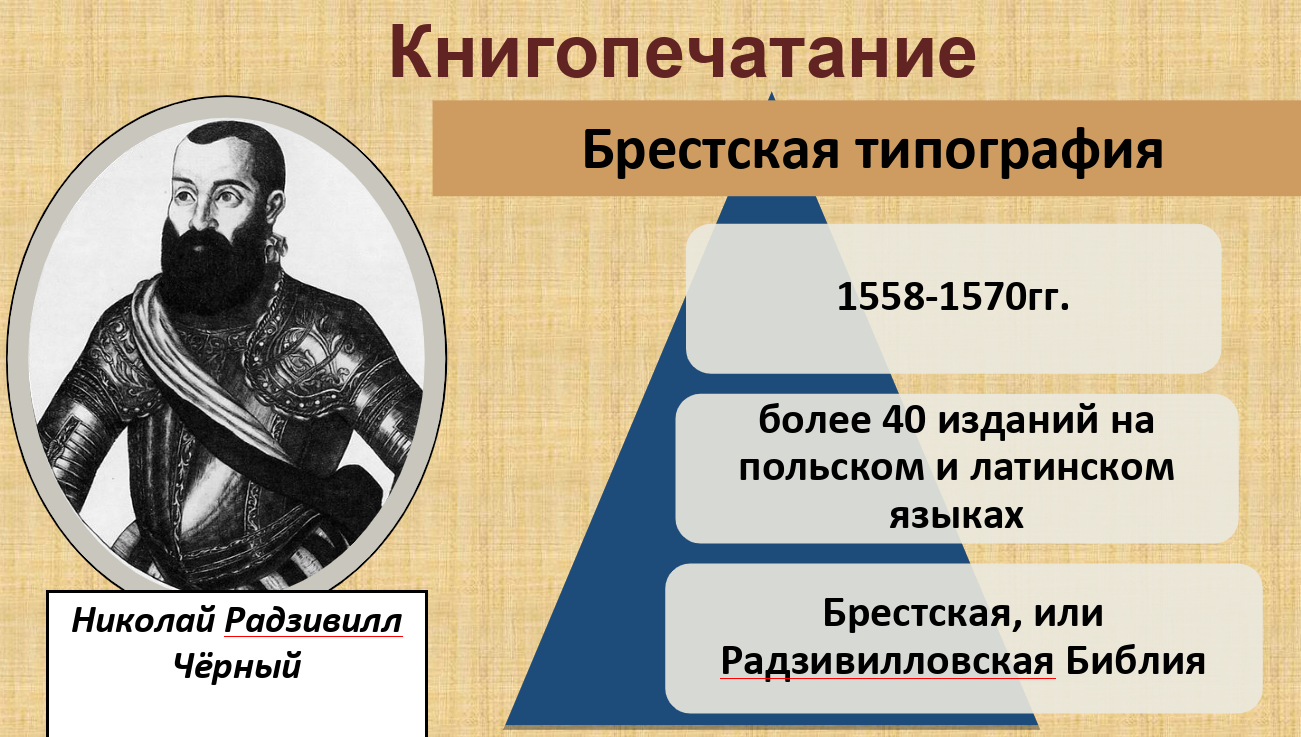 Книгопечатание
Брестская типография
1558-1570гг.
более 40 изданий на
польском и латинском
языках
Брестская, или
Радзивилловская Библия
Николай Радзивилл
Чёрный